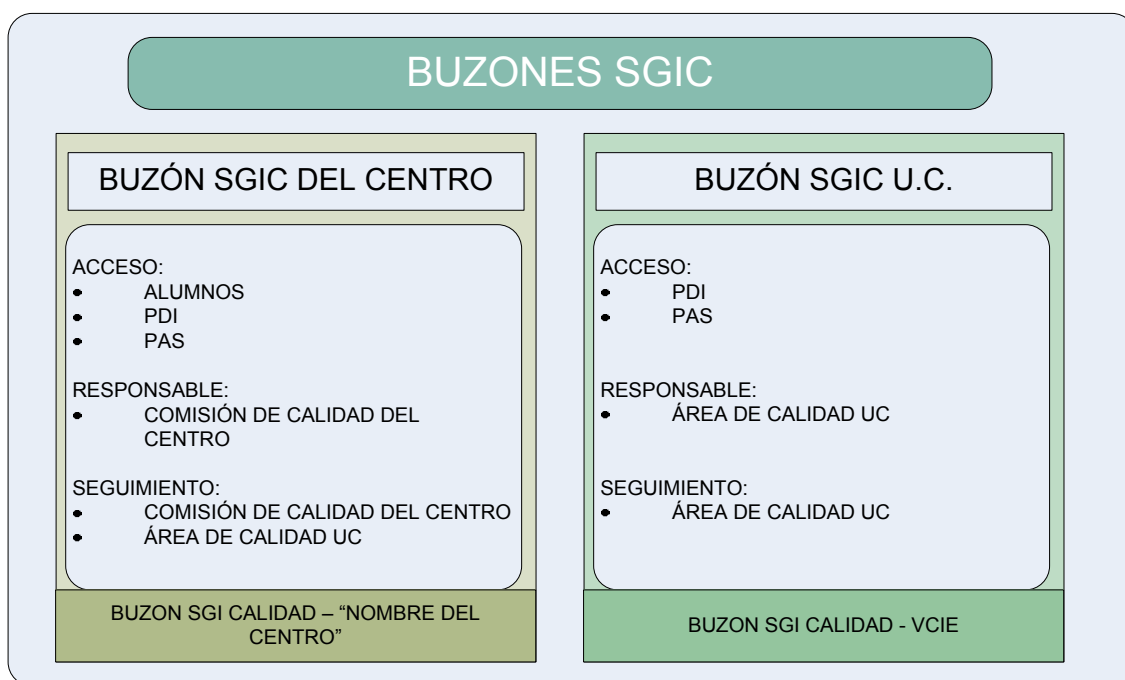 BUZONES SGIC
BUZÓN SGIC DEL CENTRO
ACCESO:
• ALUMNOS
• PDI
• PAS
RESPONSABLE:
• COMISIÓN DE CALIDAD DEL
CENTRO
SEGUIMIENTO:
• COMISIÓN DE CALIDAD DEL CENTRO
• ÁREA DE CALIDAD UC
BUZON SGI CALIDAD – “NOMBRE DEL
CENTRO”
BUZÓN SGIC U.C.
ACCESO:
• PDI
• PAS
RESPONSABLE:
• ÁREA DE CALIDAD UC
SEGUIMIENTO:
• ÁREA DE CALIDAD UC
BUZON SGI CALIDAD - VCIE